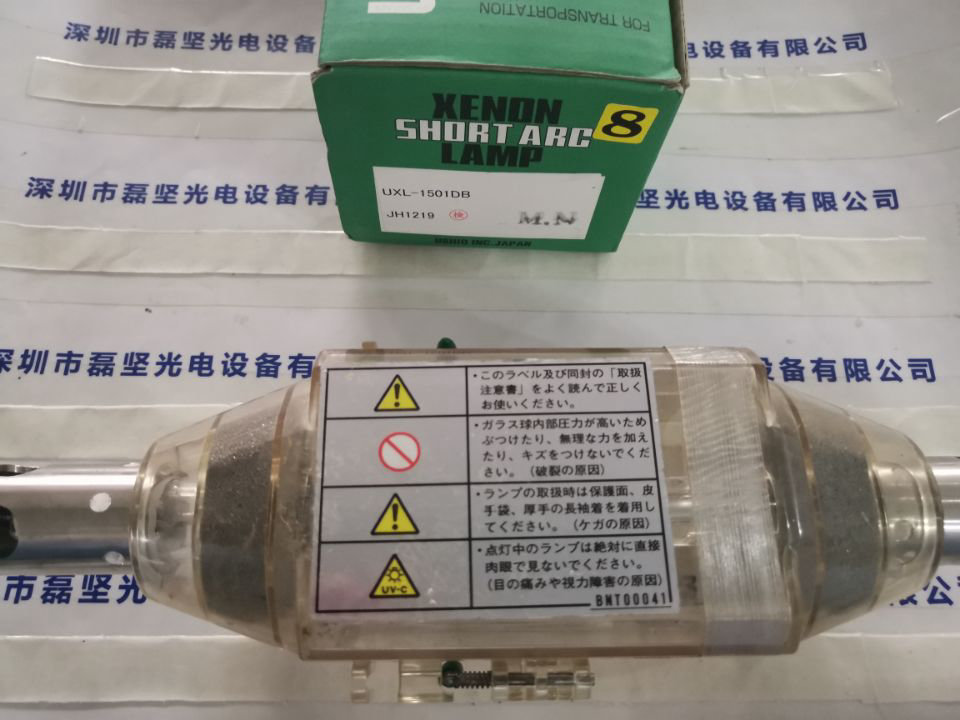 FOR TRANSPORTATION
深圳市磊坚光电设备有限公司
XENON
SHORT ARC
LAMP
8
UXL-1501DB
JH1219 検
M.N
USHIO INC. JAPAN
深圳市磊坚光电设备有
设备有限公司
深圳市磊坚光电设备有限
设备有限公司
・このラベル及び同封の「取扱
注意書」をよく読んで正しく
お使いください。
・ガラス球内部圧力が高いため
ぶつけたり、無理な力を加え
たり、キズをつけないでくだ
さい。(破裂の原因)
・ランプの取扱時は保護面、皮
手袋、厚手の長袖着を着用し
てください。(ケガの原因)
・点灯中のランプは絶対に直接
肉眼で見ないでください。
(目の痛みや視力障害の原因)
UV-C
BMT00041
市磊坚光
公司